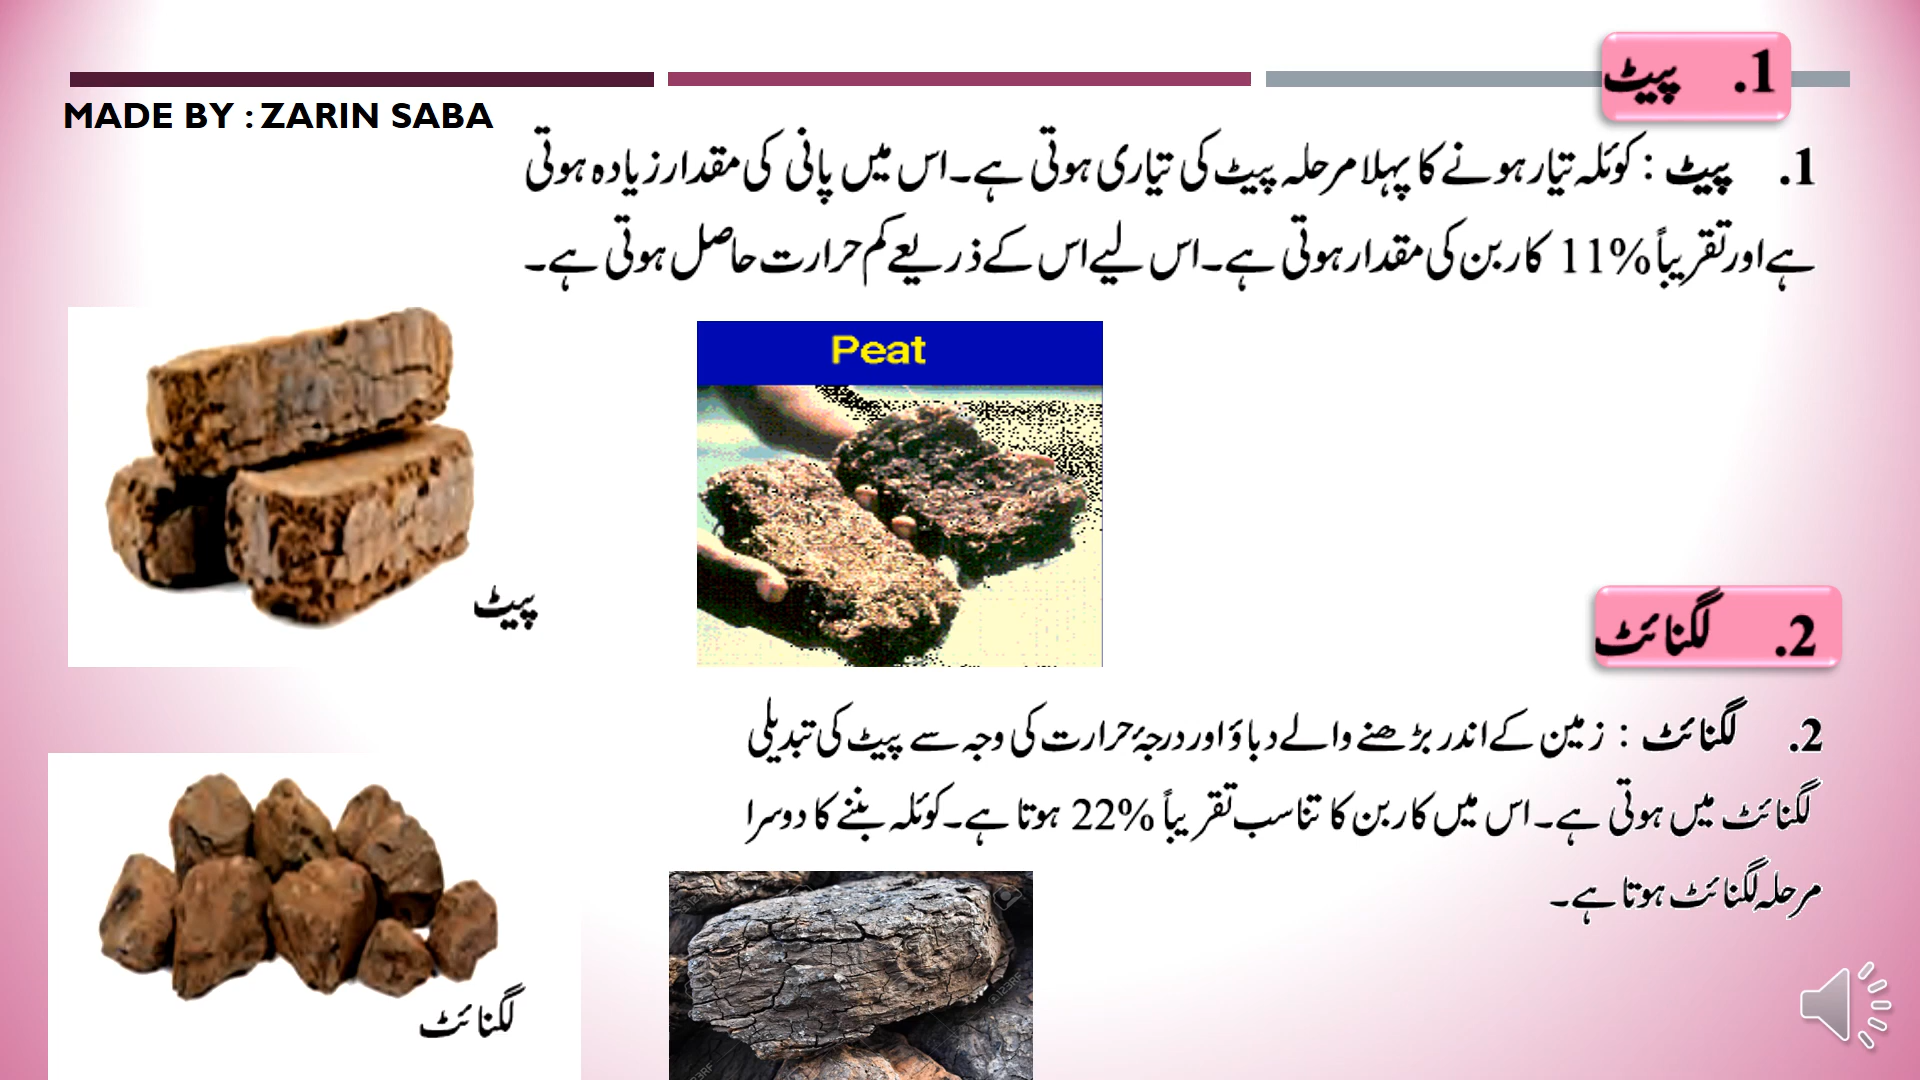 1. پیٹ
MADE BY : ZARIN SABA
1. پیٹ : کوئلہ تیار ہونے کا پہلا مرحلہ پیٹ کی تیاری ہوتی ہے۔ اس میں پانی کی مقدار زیادہ ہوتی
ہے اور تقریباً 11% کاربن کی مقدار ہوتی ہے۔ اس لیے اس کے ذریعے کم حرارت حاصل ہوتی ہے۔
Peat
پیٹ
2. لگنائٹ
2. لگنائٹ : زمین کے اندر بڑھنے والے دباؤ اور درجۂ حرارت کی وجہ سے پیٹ کی تبدیلی
لگنائٹ میں ہوتی ہے۔ اس میں کاربن کا تناسب تقریباً 22% ہوتا ہے۔ کوئلہ بننے کا دوسرا
مرحلہ لگنائٹ ہوتا ہے۔
لگنائٹ